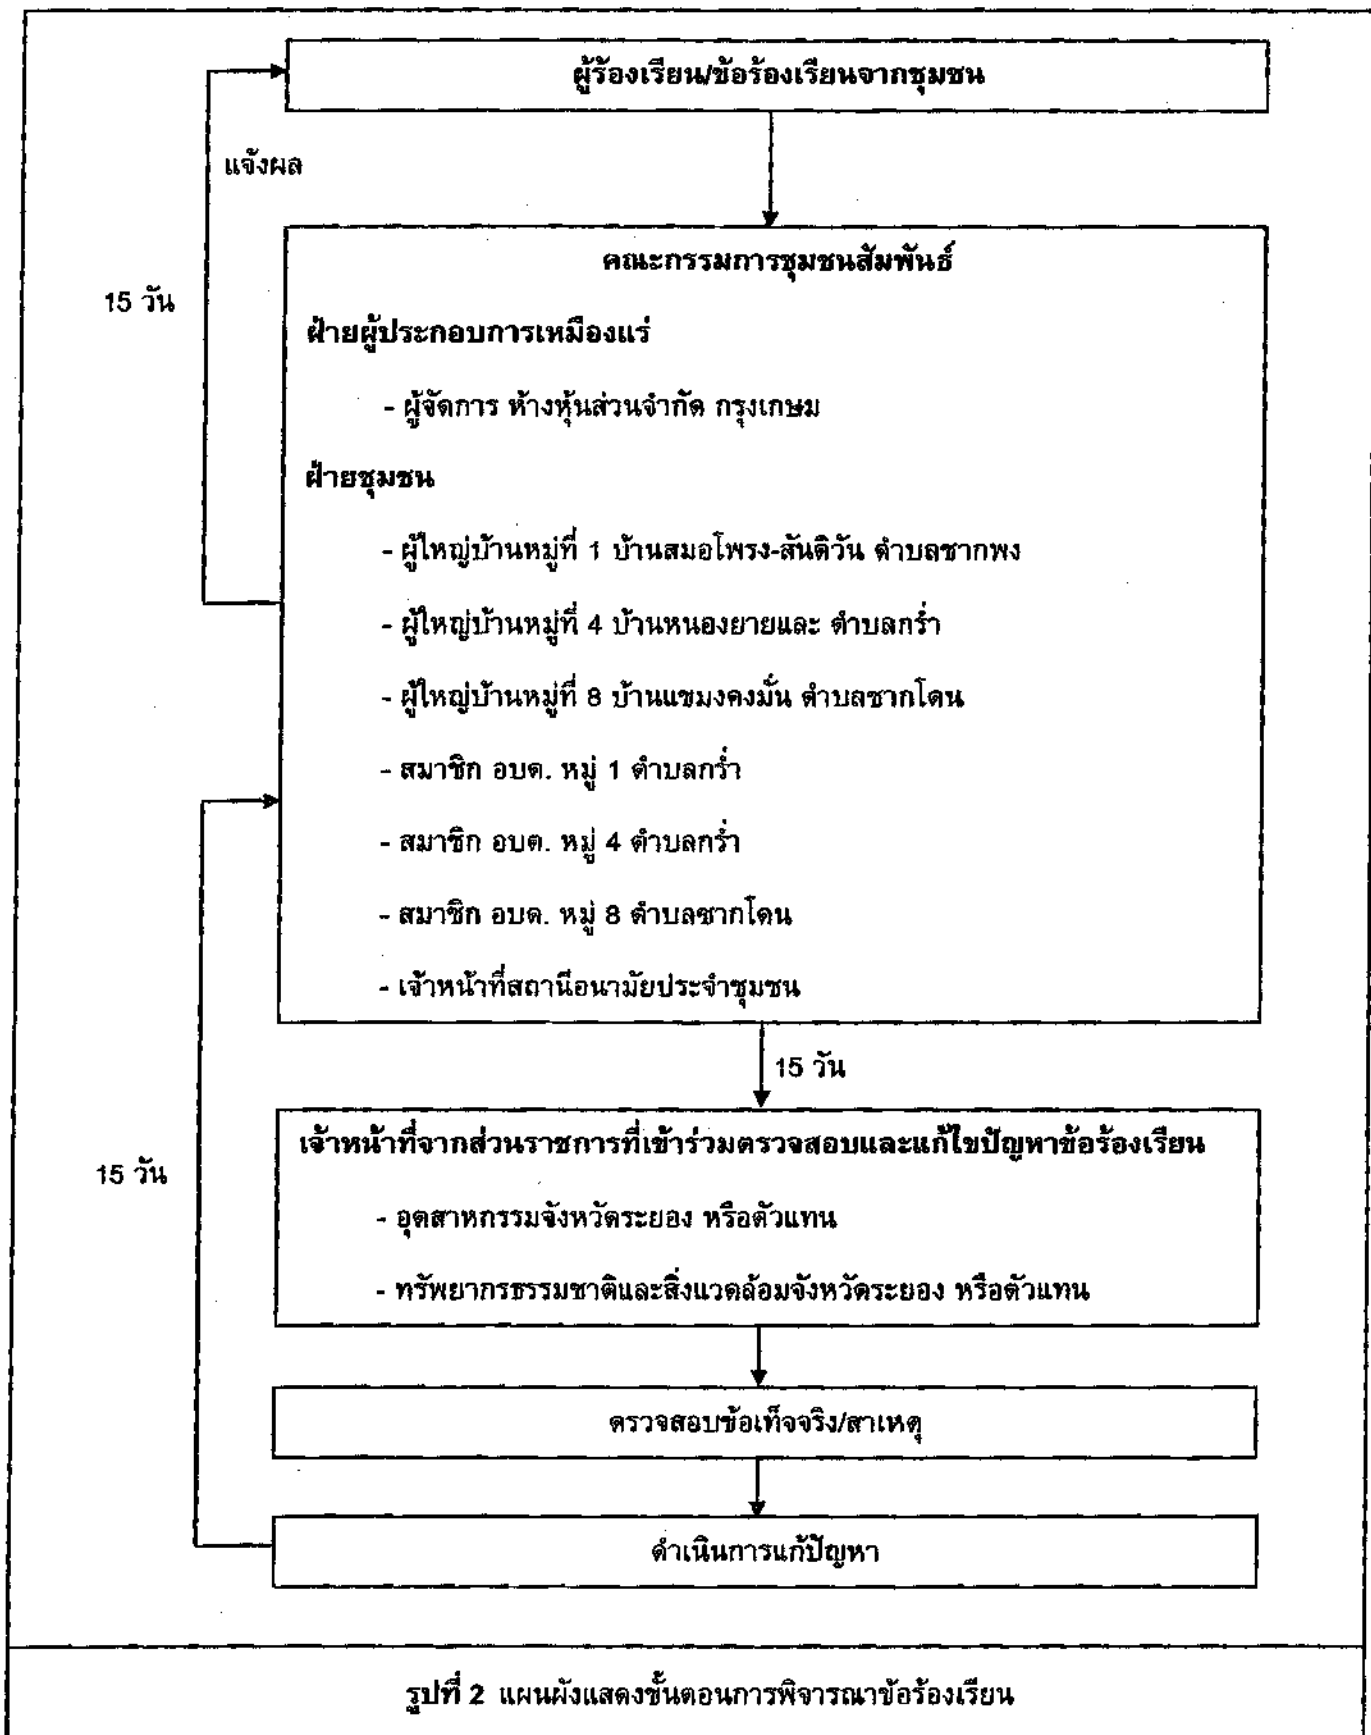 ผู้ร้องเรียน/ข้อร้องเรียนจากชุมชน
แจ้งผล
15 วัน
คณะกรรมการชุมชนสัมพันธ์
ฝ่ายผู้ประกอบการเหมืองแร่
- ผู้จัดการ ห้างหุ้นส่วนจำกัด กรุงเกษม
ฝ่ายชุมชน
- ผู้ใหญ่บ้านหมู่ที่ 1 บ้านสมอโพรง-สันติวัน ตำบลชากพง
- ผู้ใหญ่บ้านหมู่ที่ 4 บ้านหนองยายและ ตำบลกร่ำ
- ผู้ใหญ่บ้านหมู่ที่ 8 บ้านแขมงคงมั่น ตำบลชากโดน
- สมาชิก อบต. หมู่ 1 ตำบลกร่ำ
- สมาชิก อบต. หมู่ 4 ตำบลกร่ำ
- สมาชิก อบต. หมู่ 8 ตำบลชากโดน
- เจ้าหน้าที่สถานีอนามัยประจำชุมชน
15 วัน
เจ้าหน้าที่จากส่วนราชการที่เข้าร่วมตรวจสอบและแก้ไขปัญหาข้อร้องเรียน
15 วัน
- อุตสาหกรรมจังหวัดระยอง หรือตัวแทน
- ทรัพยากรธรรมชาติและสิ่งแวดล้อมจังหวัดระยอง หรือตัวแทน
ตรวจสอบข้อเท็จจริง/สาเหตุ
ดำเนินการแก้ปัญหา
รูปที่ 2 แผนผังแสดงขั้นตอนการพิจารณาข้อร้องเรียน